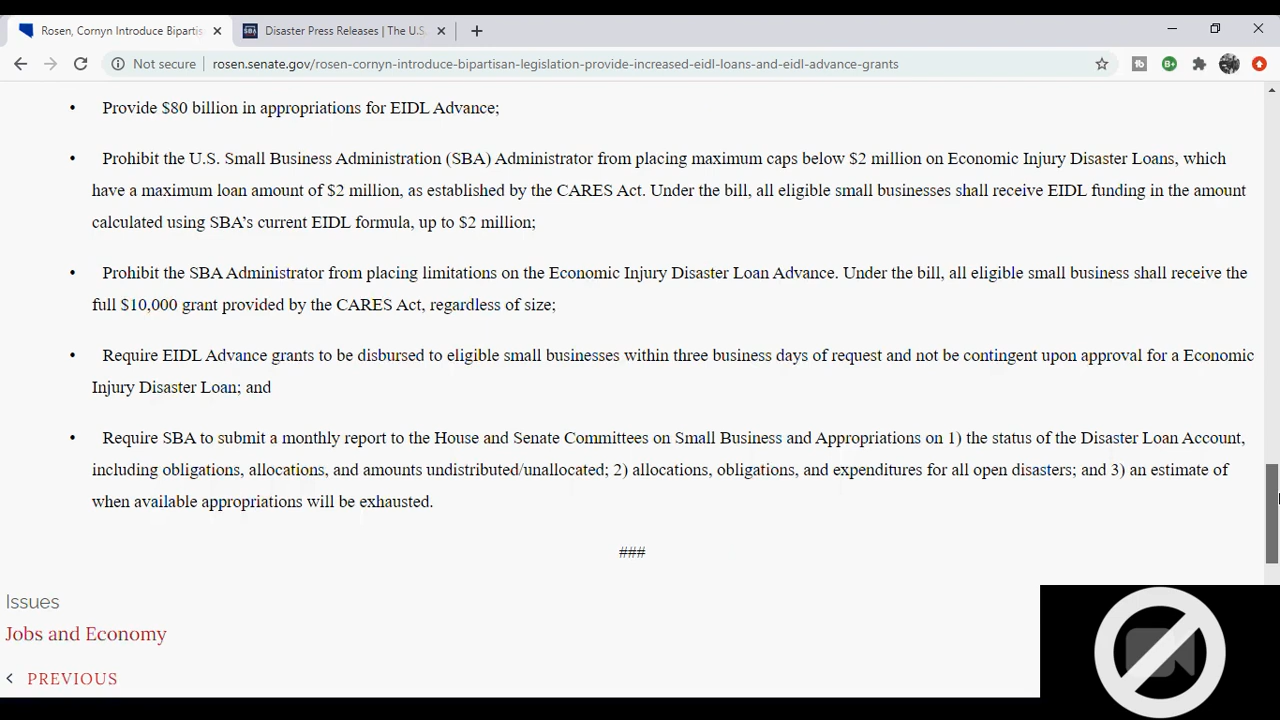 Rosen, Cornyn Introduce Bipartis
Disaster Press Releases | The U.S.
Not secure
rosen.senate.gov/rosen-cornyn-introduce-bipartisan-legislation-provide-increased-eidl-loans-and-eidl-advance-grants
• Provide $80 billion in appropriations for EIDL Advance;
• Prohibit the U.S. Small Business Administration (SBA) Administrator from placing maximum caps below $2 million on Economic Injury Disaster Loans, which
have a maximum loan amount of $2 million, as established by the CARES Act. Under the bill, all eligible small businesses shall receive EIDL funding in the amount
calculated using SBA’s current EIDL formula, up to $2 million;
• Prohibit the SBA Administrator from placing limitations on the Economic Injury Disaster Loan Advance. Under the bill, all eligible small business shall receive the
full $10,000 grant provided by the CARES Act, regardless of size;
• Require EIDL Advance grants to be disbursed to eligible small businesses within three business days of request and not be contingent upon approval for a Economic
Injury Disaster Loan; and
• Require SBA to submit a monthly report to the House and Senate Committees on Small Business and Appropriations on 1) the status of the Disaster Loan Account,
including obligations, allocations, and amounts undistributed/unallocated; 2) allocations, obligations, and expenditures for all open disasters; and 3) an estimate of
when available appropriations will be exhausted.
###
Issues
Jobs and Economy
PREVIOUS